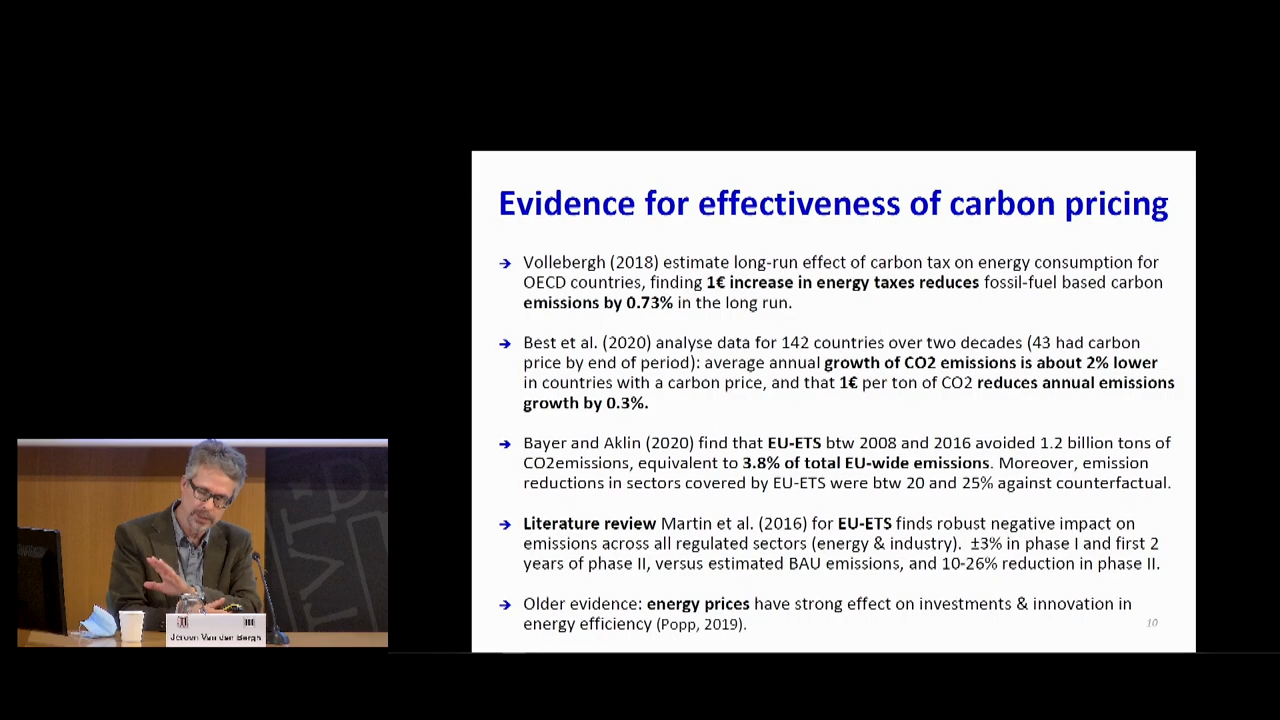 Evidence for effectiveness of carbon pricing
→ Vollebergh (2018) estimate long-run effect of carbon tax on energy consumption for
OECD countries, finding 1€ increase in energy taxes reduces fossil-fuel based carbon
emissions by 0.73% in the long run.
→ Best et al. (2020) analyse data for 142 countries over two decades (43 had carbon
price by end of period): average annual growth of CO2 emissions is about 2% lower
in countries with a carbon price, and that 1€ per ton of CO2 reduces annual emissions
growth by 0.3%.
→ Bayer and Aklin (2020) find that EU-ETS btw 2008 and 2016 avoided 1.2 billion tons of
CO2emissions, equivalent to 3.8% of total EU-wide emissions. Moreover, emission
reductions in sectors covered by EU-ETS were btw 20 and 25% against counterfactual.
→ Literature review Martin et al. (2016) for EU-ETS finds robust negative impact on
emissions across all regulated sectors (energy & industry). ±3% in phase I and first 2
years of phase II, versus estimated BAU emissions, and 10-26% reduction in phase II.
→ Older evidence: energy prices have strong effect on investments & innovation in
energy efficiency (Popp, 2019).
10
Jeroen Van den Bergh